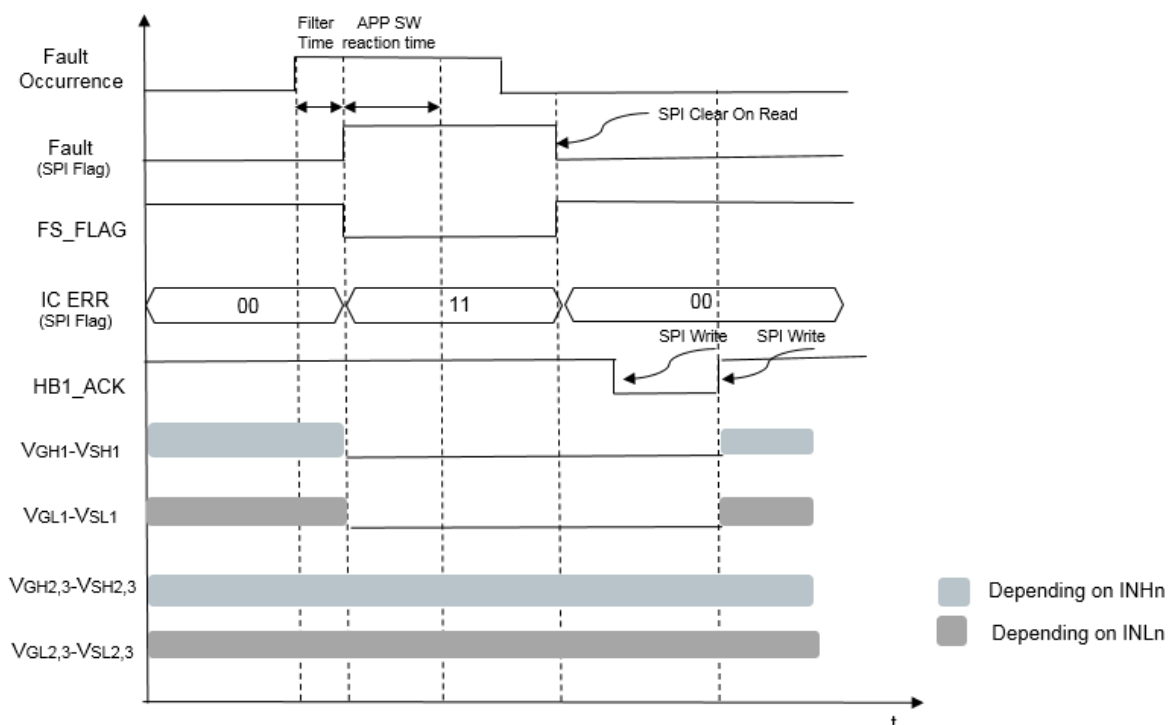 Filter APP SW
Time reaction time
Fault
Occurrence
SPI Clear On Read
Fault
(SPI Flag)
FS_FLAG
IC ERR
(SPI Flag)
00 11 00
SPI Write SPI Write
HB1_ACK
VGH1-VSH1
VGL1-VSL1
VGH2,3-VSH2,3
Depending on INHn
VGL2,3-VSL2,3
Depending on INLn
t